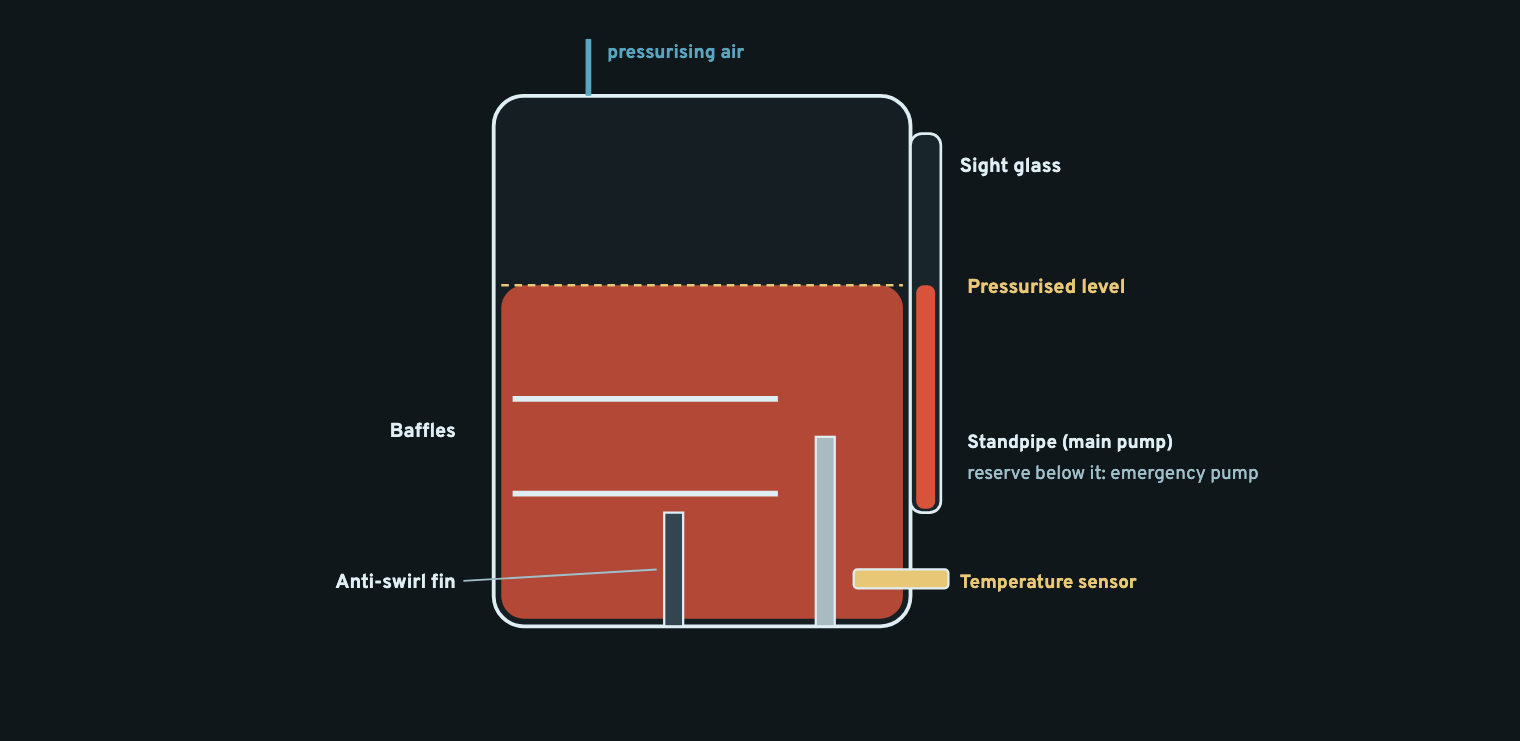 pressurising air
Sight glass
Pressurised level
Baffles
Standpipe (main pump)
reserve below it: emergency pump
Anti-swirl fin
Temperature sensor